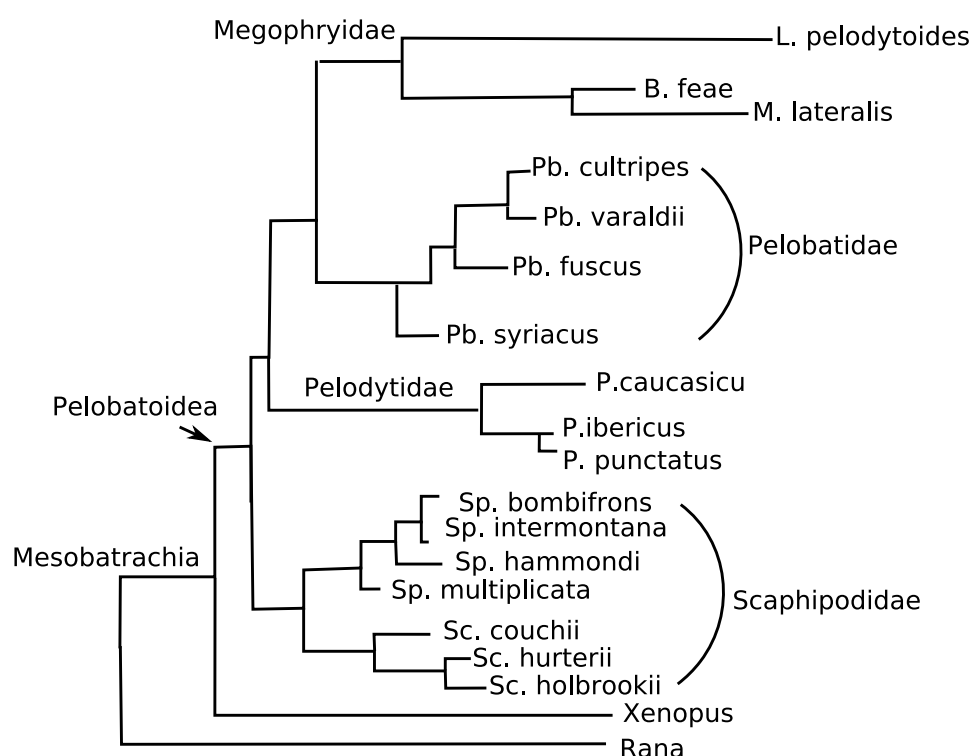 Megophryidae
L. pelodytoides
B. feae
M. lateralis
Pb. cultripes
Pb. varaldii
Pelobatidae
Pb. fuscus
Pb. syriacus
Pelodytidae
P.caucasicu
Pelobatoidea
P.ibericus
P. punctatus
Sp. bombifrons
Sp. intermontana
Mesobatrachia
Sp. hammondi
Sp. multiplicata
Scaphipodidae
Sc. couchii
Sc. hurterii
Sc. holbrookii
Xenopus
Rana